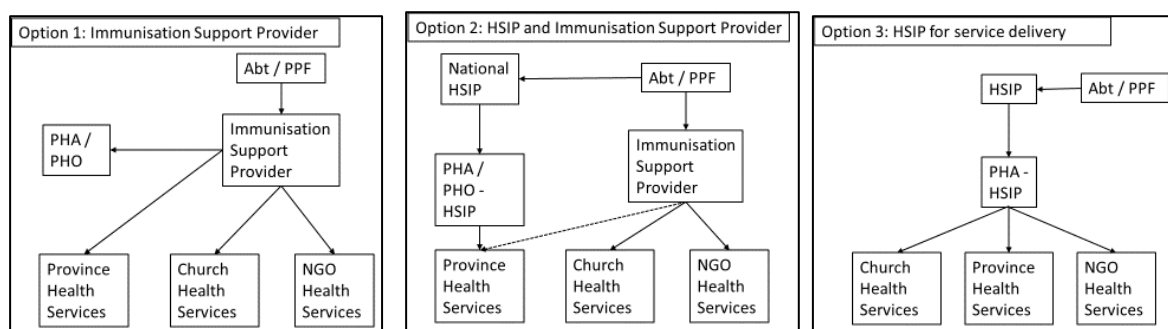 Option 1: Immunisation Support Provider
Abt / PPF
PHA /
PHO
Immunisation
Support
Provider
Province
Health
Services
Church
Health
Services
NGO
Health
Services
Option 2: HSIP and Immunisation Support Provider
National
HSIP
Abt / PPF
PHA /
PHO -
HSIP
Immunisation
Support
Provider
Province
Health
Services
Church
Health
Services
NGO
Health
Services
Option 3: HSIP for service delivery
HSIP
Abt / PPF
PHA -
HSIP
Church
Health
Services
Province
Health
Services
NGO
Health
Services